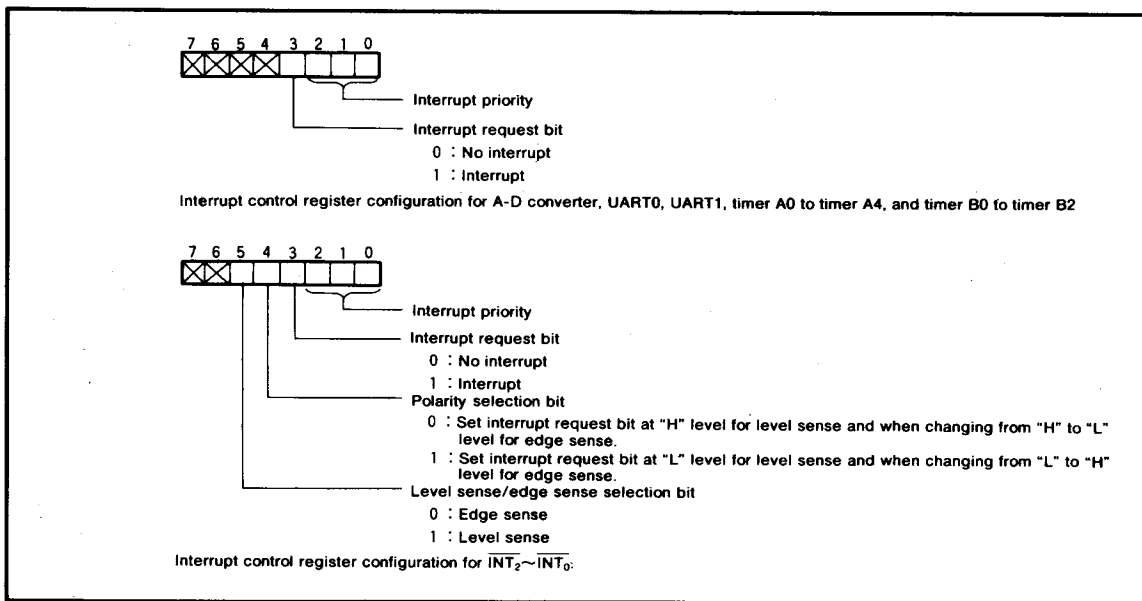 7 6 5 4 3 2 1 0
Interrupt priority
Interrupt request bit
0 : No interrupt
1 : Interrupt
Interrupt control register configuration for A-D converter, UART0, UART1, timer A0 to timer A4, and timer B0 to timer B2
7 6 5 4 3 2 1 0
Interrupt priority
Interrupt request bit
0 : No interrupt
1 : Interrupt
Polarity selection bit
0 : Set interrupt request bit at "H" level for level sense and when changing from "H" to "L"
level for edge sense.
1 : Set interrupt request bit at "L" level for level sense and when changing from "L" to "H"
level for edge sense.
Level sense/edge sense selection bit
0 : Edge sense
1 : Level sense
Interrupt control register configuration for I̅N̅T̅₂̅~I̅N̅T̅₀̅.